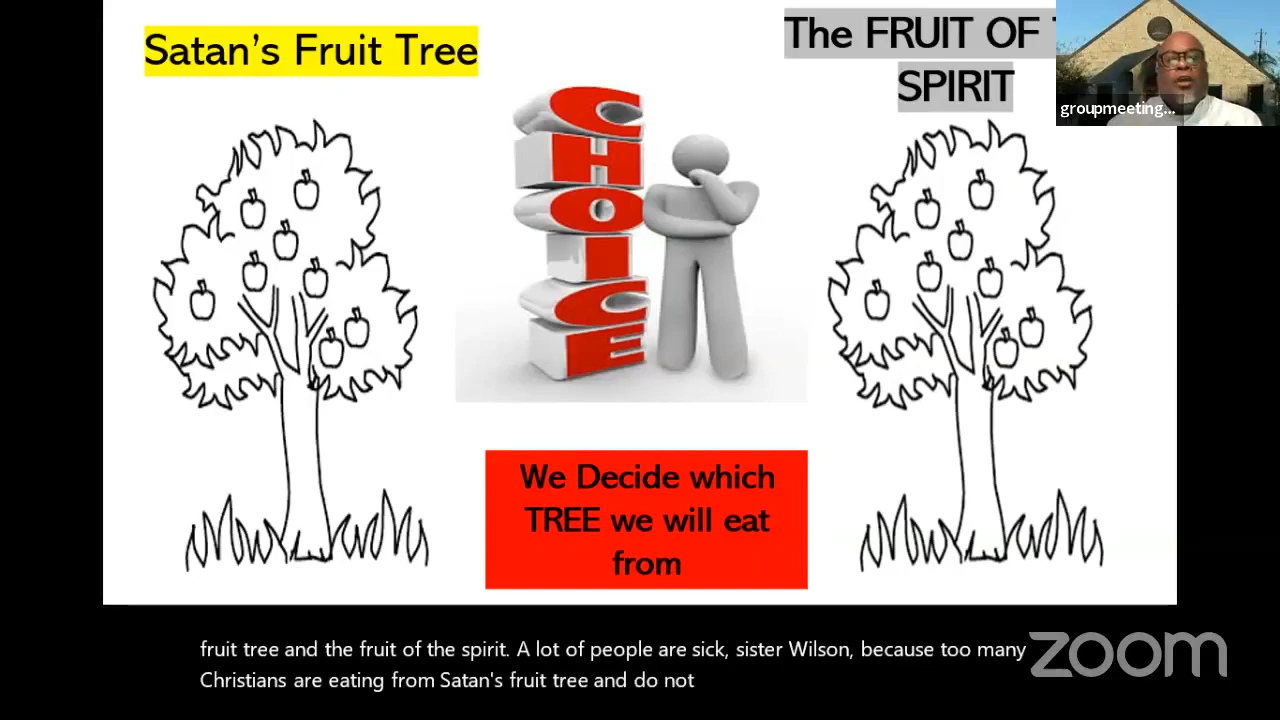 Satan's Fruit Tree
The FRUIT OF
SPIRIT
groupmeeting...
CHOICE
We Decide which
TREE we will eat
from
fruit tree and the fruit of the spirit. A lot of people are sick, sister Wilson, because too many
Christians are eating from Satan's fruit tree and do not
zoom